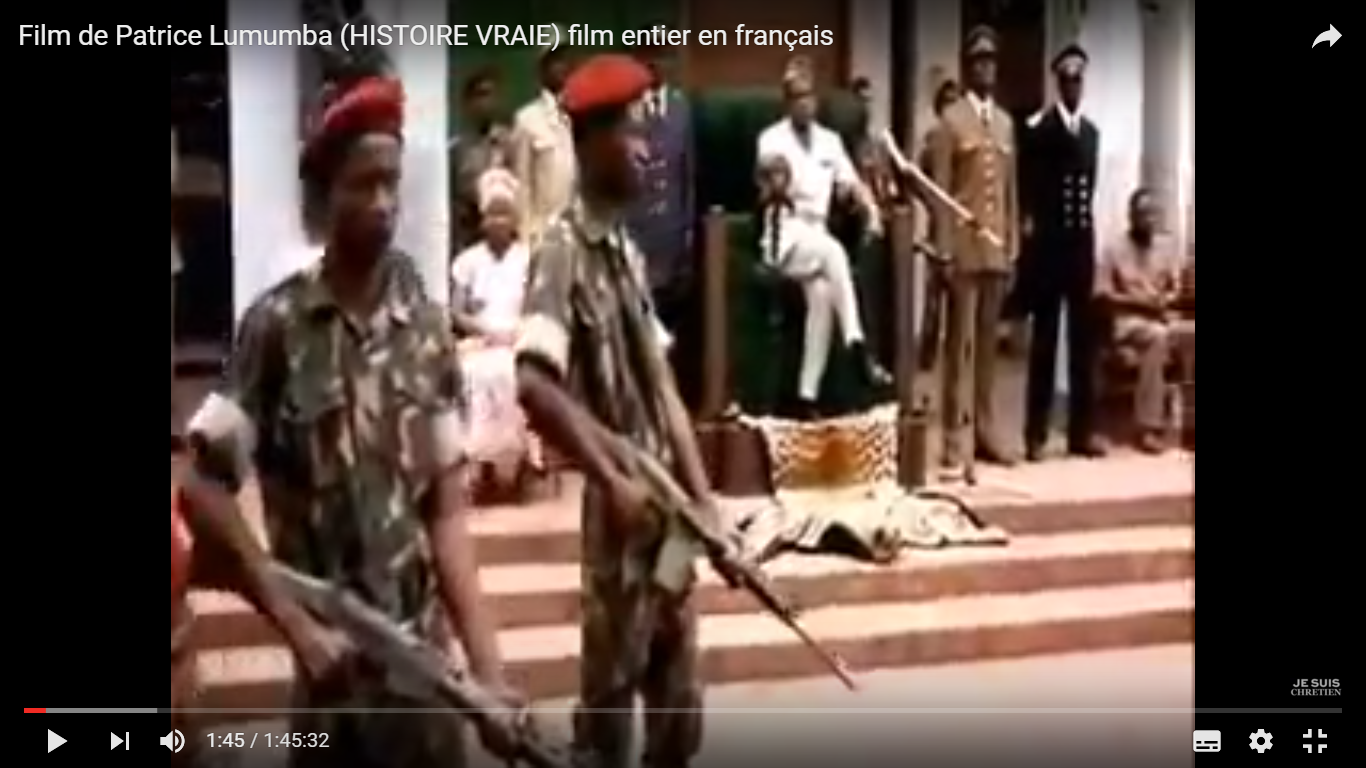 Film de Patrice Lumumba (HISTOIRE VRAIE) film entier en français
JE SUIS
CHRETIEN
1:45 / 1:45:32